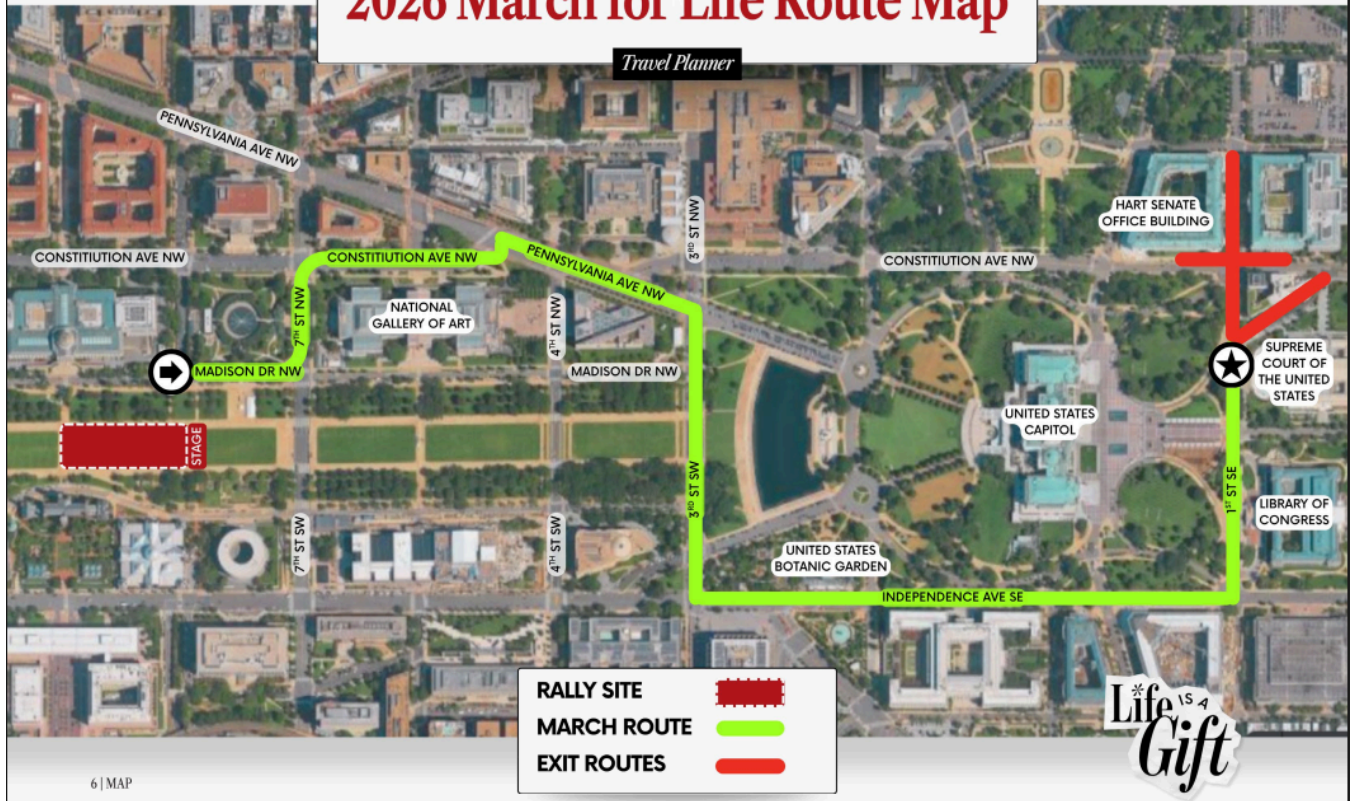 2026 March for Life Route Map
Travel Planner
PENNSYLVANIA AVE NW
3RD ST NW
HART SENATE
OFFICE BUILDING
CONSTITIUTION AVE NW
CONSTITIUTION AVE NW
PENNSYLVANIA AVE NW
CONSTITIUTION AVE NW
7TH ST NW
NATIONAL
GALLERY OF ART
4TH ST NW
MADISON DR NW
MADISON DR NW
SUPREME
COURT OF
THE UNITED
STATES
STAGE
UNITED STATES
CAPITOL
3RD ST SW
1ST ST SE
LIBRARY OF
CONGRESS
7TH ST SW
4TH ST SW
UNITED STATES
BOTANIC GARDEN
INDEPENDENCE AVE SE
RALLY SITE
MARCH ROUTE
EXIT ROUTES
Life IS A
Gift
6 | MAP